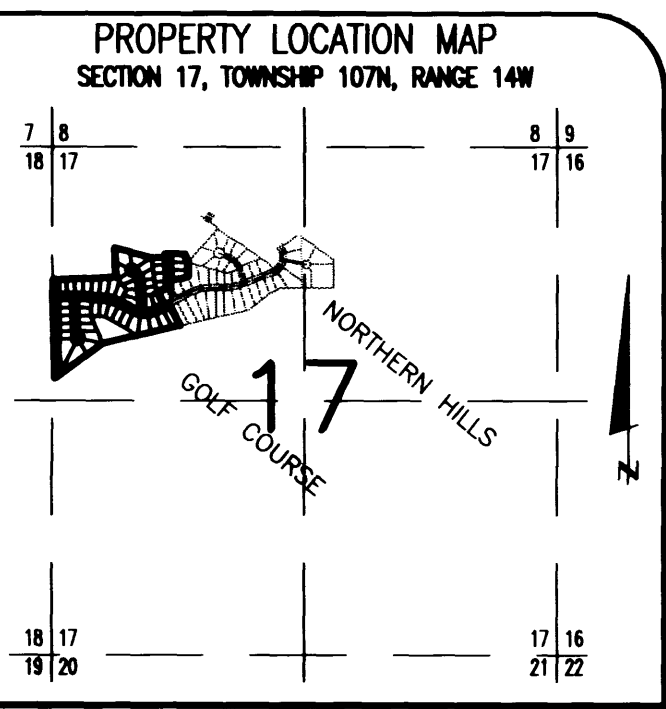 PROPERTY LOCATION MAP
SECTION 17, TOWNSHIP 107N, RANGE 14W
7 8
18 17
8 9
17 16
NORTHERN HILLS
GOLF COURSE
17
N
18 17
19 20
17 16
21 22